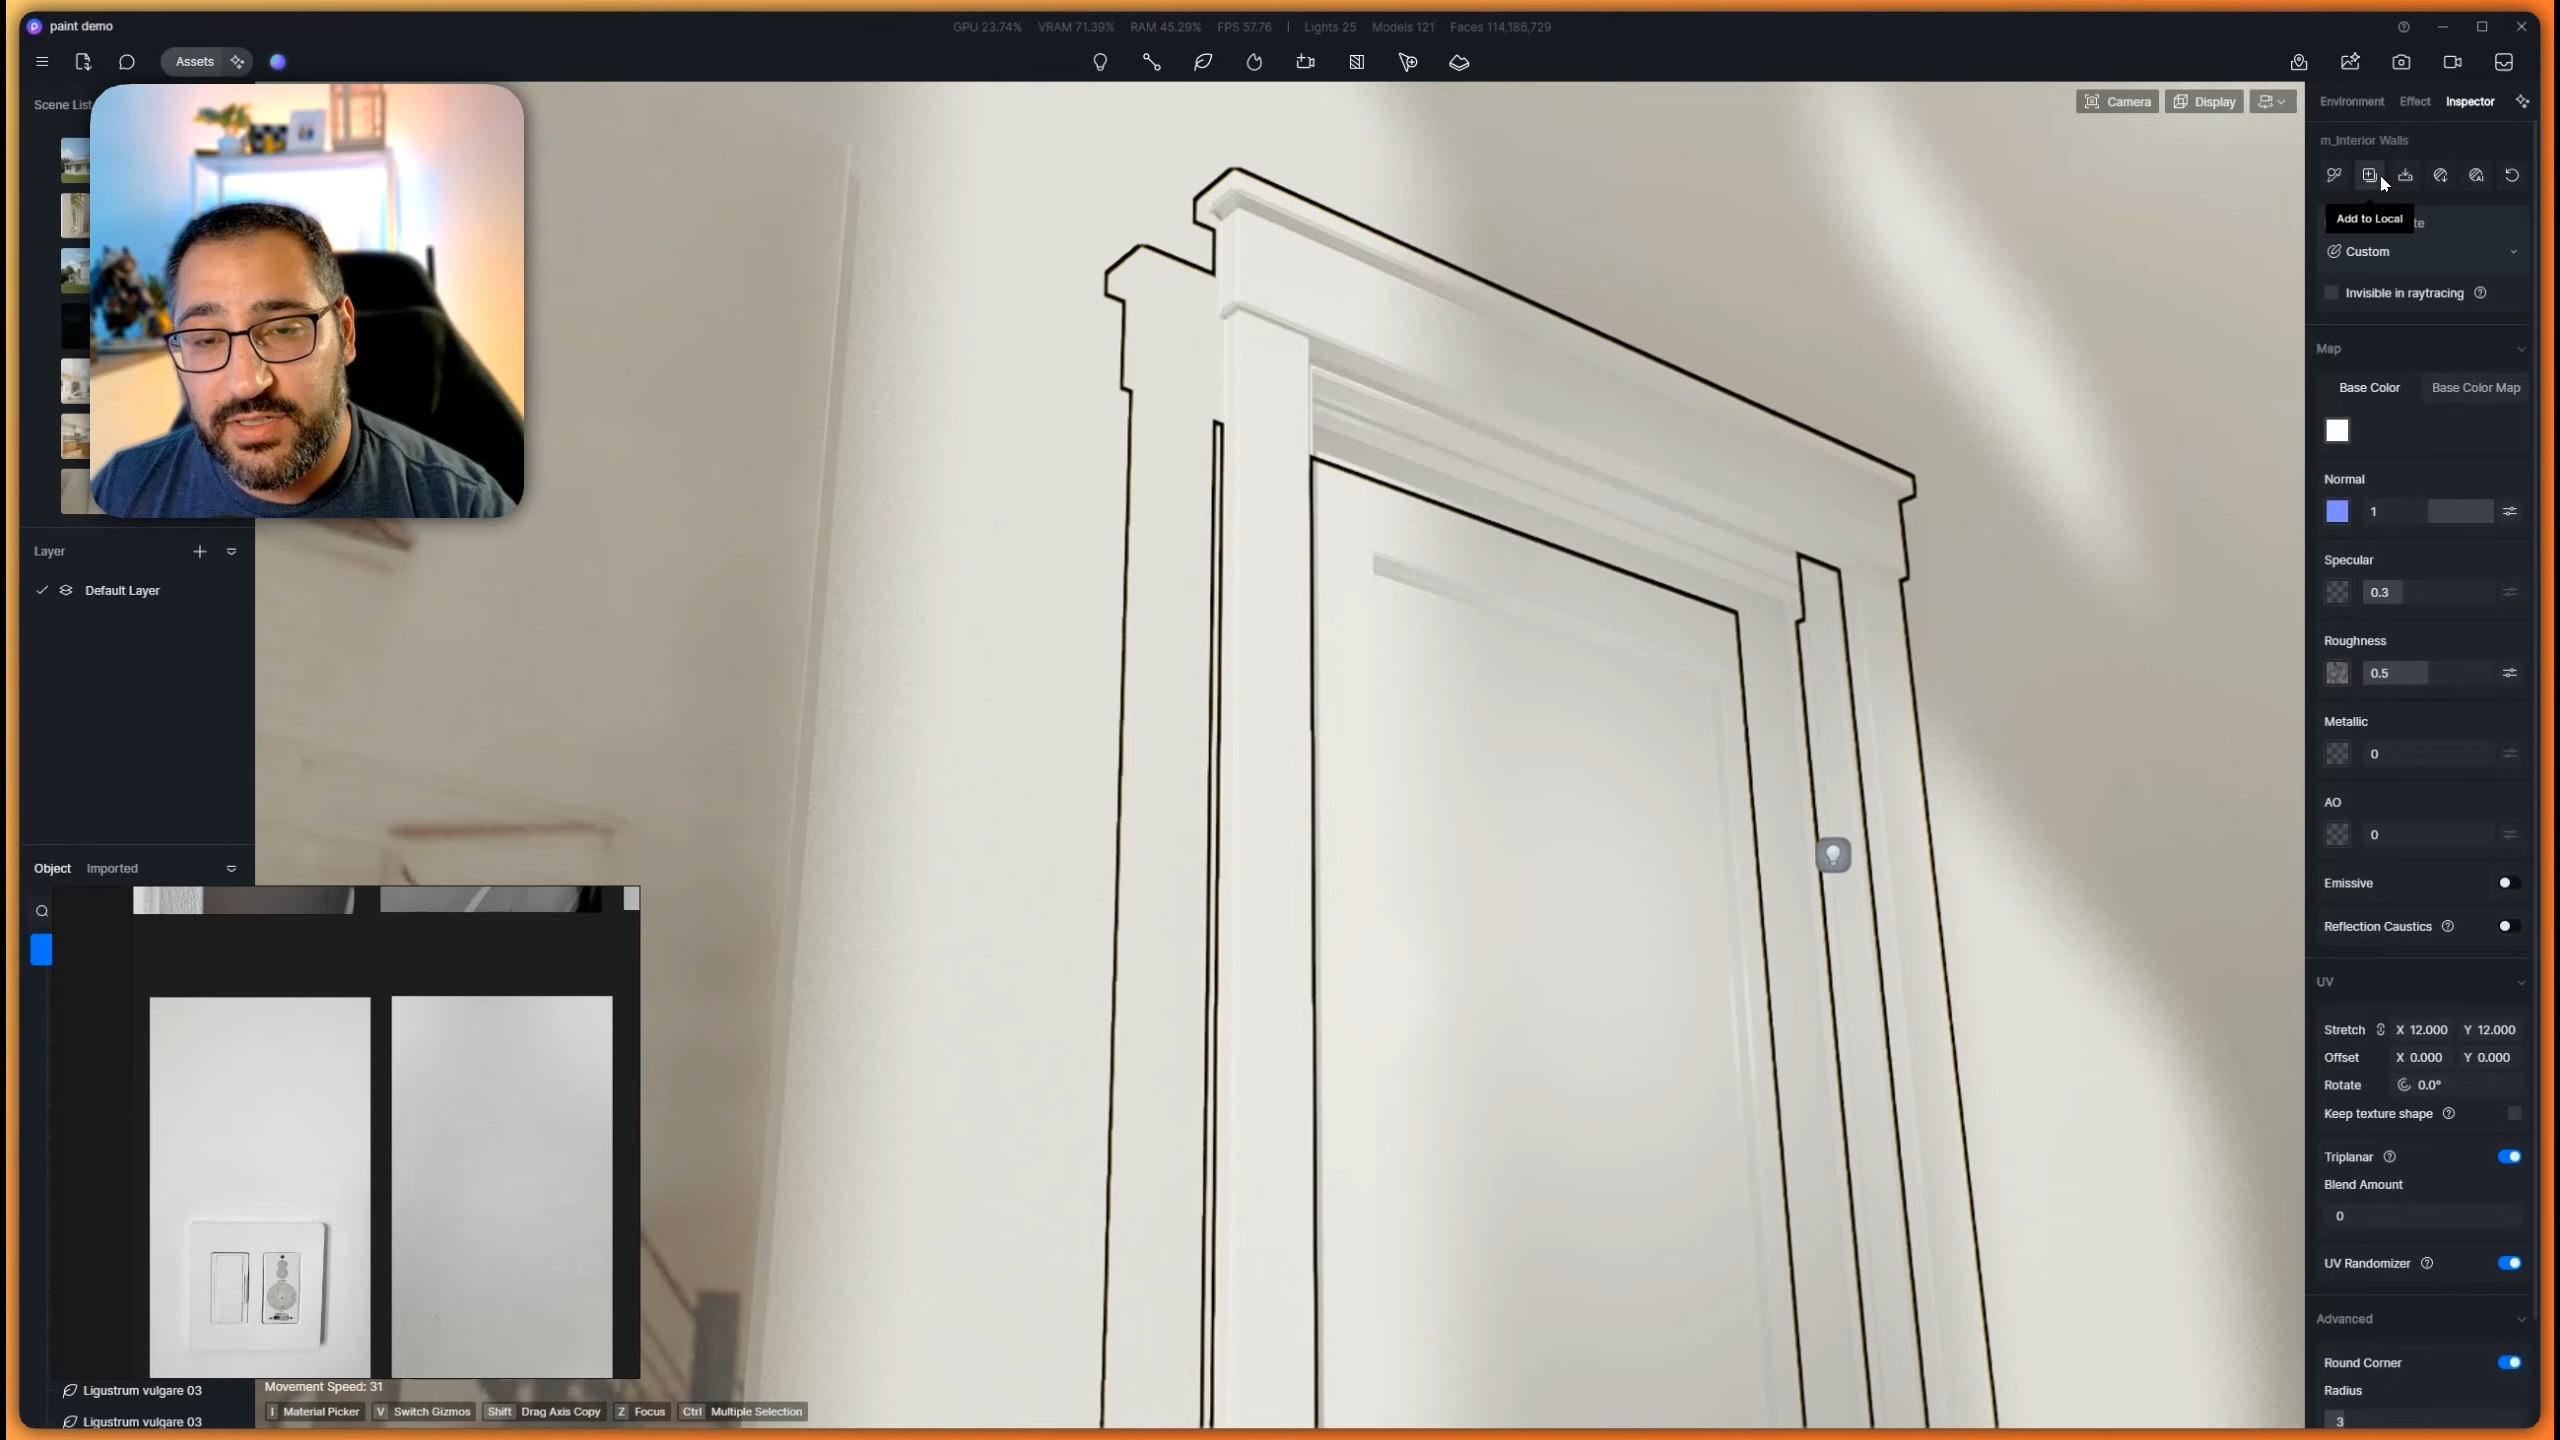 paint demo
GPU 23.74% VRAM 71.39% RAM 45.29% FPS 57.76 | Lights 25 Models 121 Faces 114,186,729
Assets
Scene List
Camera
Display
Environment Effect Inspector
m_Interior Walls
Add to Local
Custom
Invisible in raytracing
Map
Base Color Base Color Map
Normal
1
Specular
0.3
Roughness
0.5
Metallic
0
AO
0
Emissive
Reflection Caustics
UV
Stretch X 12.000 Y 12.000
Offset X 0.000 Y 0.000
Rotate 0.0°
Keep texture shape
Triplanar
Blend Amount
0
UV Randomizer
Advanced
Round Corner
Radius
3
Layer
Default Layer
Object Imported
Ligustrum vulgare 03
Ligustrum vulgare 03
Movement Speed: 31
I Material Picker V Switch Gizmos Shift Drag Axis Copy Z Focus Ctrl Multiple Selection